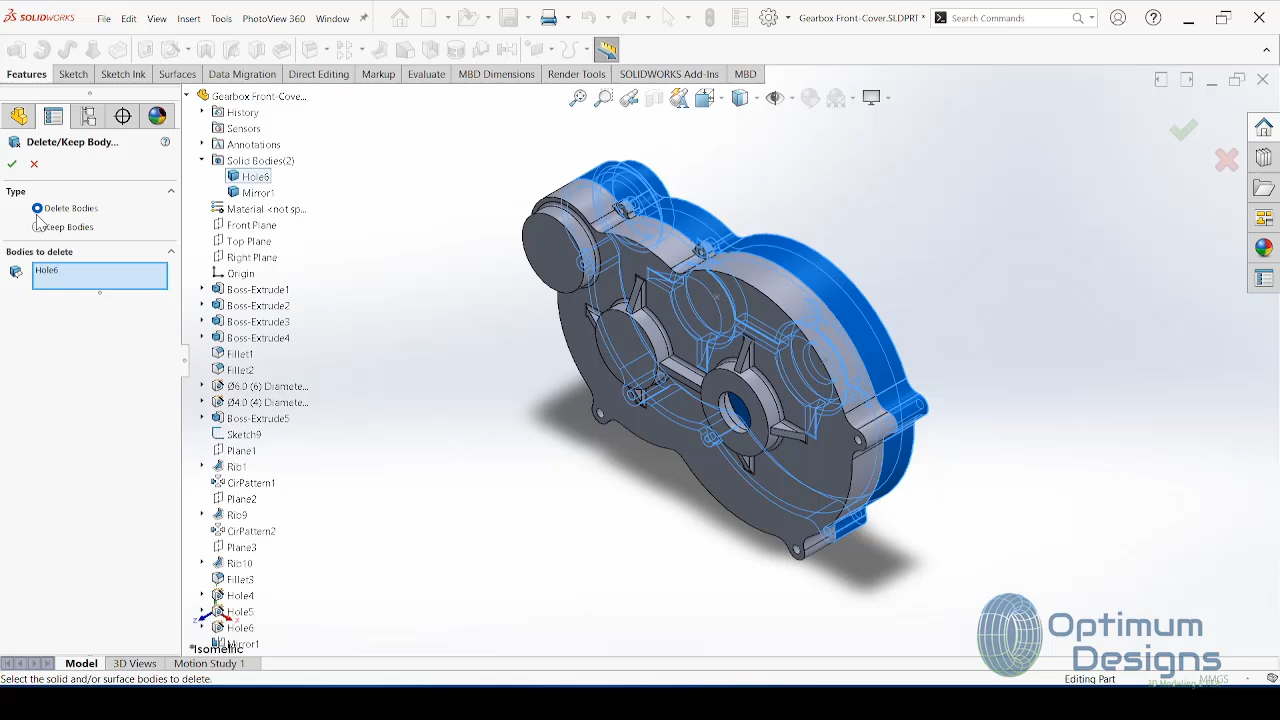 SOLIDWORKS File Edit View Insert Tools PhotoView 360 Window
Gearbox Front-Cover.SLDPRT *
Search Commands
Features Sketch Sketch Ink Surfaces Data Migration Direct Editing Markup Evaluate MBD Dimensions Render Tools SOLIDWORKS Add-Ins MBD
Delete/Keep Body...
Type
Delete Bodies
Keep Bodies
Bodies to delete
Hole6
Gearbox Front-Cove...
History
Sensors
Annotations
Solid Bodies(2)
Hole6
Mirror1
Material <not sp...
Front Plane
Top Plane
Right Plane
Origin
Boss-Extrude1
Boss-Extrude2
Boss-Extrude3
Boss-Extrude4
Fillet1
Fillet2
Ø6.0 (6) Diamete...
Ø4.0 (4) Diamete...
Boss-Extrude5
Sketch9
Plane1
Rib1
CirPattern1
Plane2
Rib9
CirPattern2
Plane3
Rib10
Fillet3
Hole4
Hole5
Hole6
Mirror1
*Isometric
Model 3D Views Motion Study 1
Select the solid and/or surface bodies to delete.
Editing Part
MMGS
Optimum
Designs